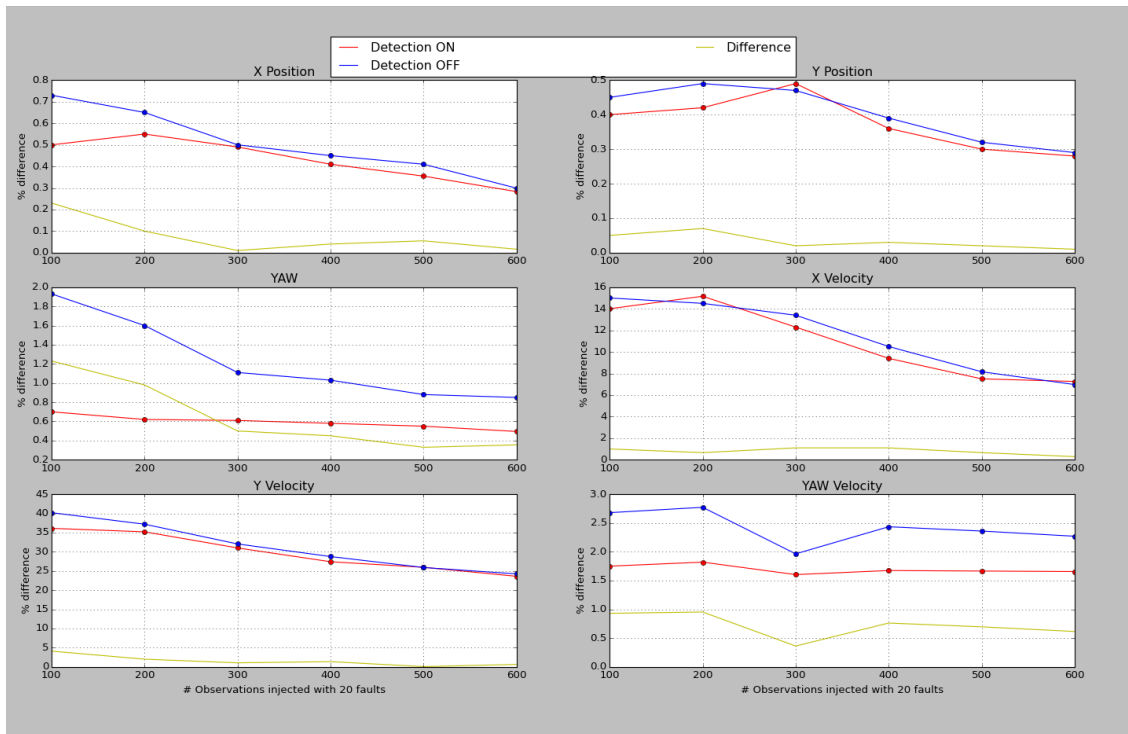 Detection ON
Detection OFF
Difference
X Position
0.8
0.7
0.6
0.5
0.4
0.3
0.2
0.1
0.0
% difference
100 200 300 400 500 600
Y Position
0.5
0.4
0.3
0.2
0.1
0.0
% difference
100 200 300 400 500 600
YAW
2.0
1.8
1.6
1.4
1.2
1.0
0.8
0.6
0.4
0.2
% difference
100 200 300 400 500 600
X Velocity
16
14
12
10
8
6
4
2
0
% difference
100 200 300 400 500 600
Y Velocity
45
40
35
30
25
20
15
10
5
0
% difference
100 200 300 400 500 600
# Observations injected with 20 faults
YAW Velocity
3.0
2.5
2.0
1.5
1.0
0.5
0.0
% difference
100 200 300 400 500 600
# Observations injected with 20 faults